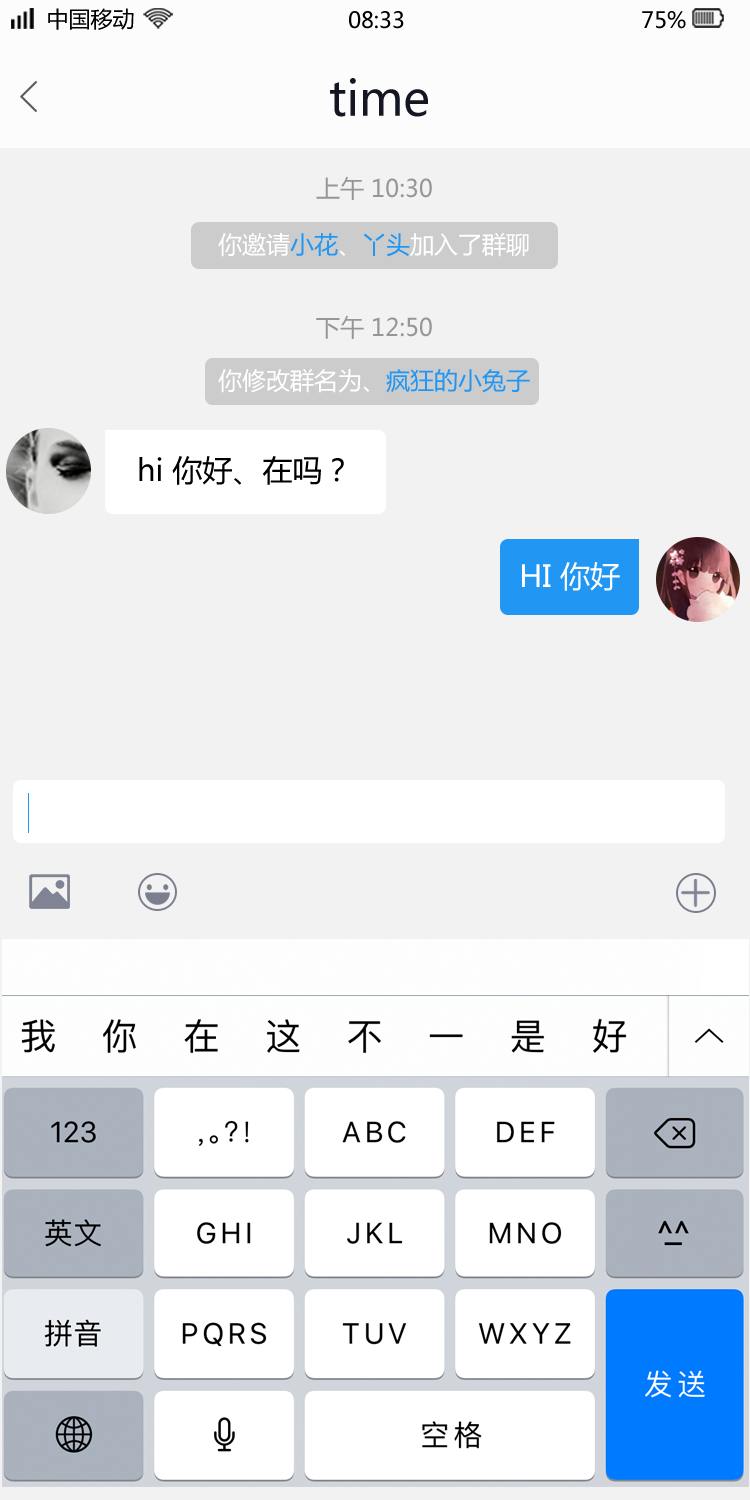 中国移动 08:33 75%
time
上午 10:30
你邀请小花、丫头加入了群聊
下午 12:50
你修改群名为、疯狂的小兔子
hi 你好、在吗？
HI 你好
我 你 在 这 不 一 是 好
123 ,。?! ABC DEF
英文 GHI JKL MNO ^^
拼音 PQRS TUV WXYZ
发送
空格